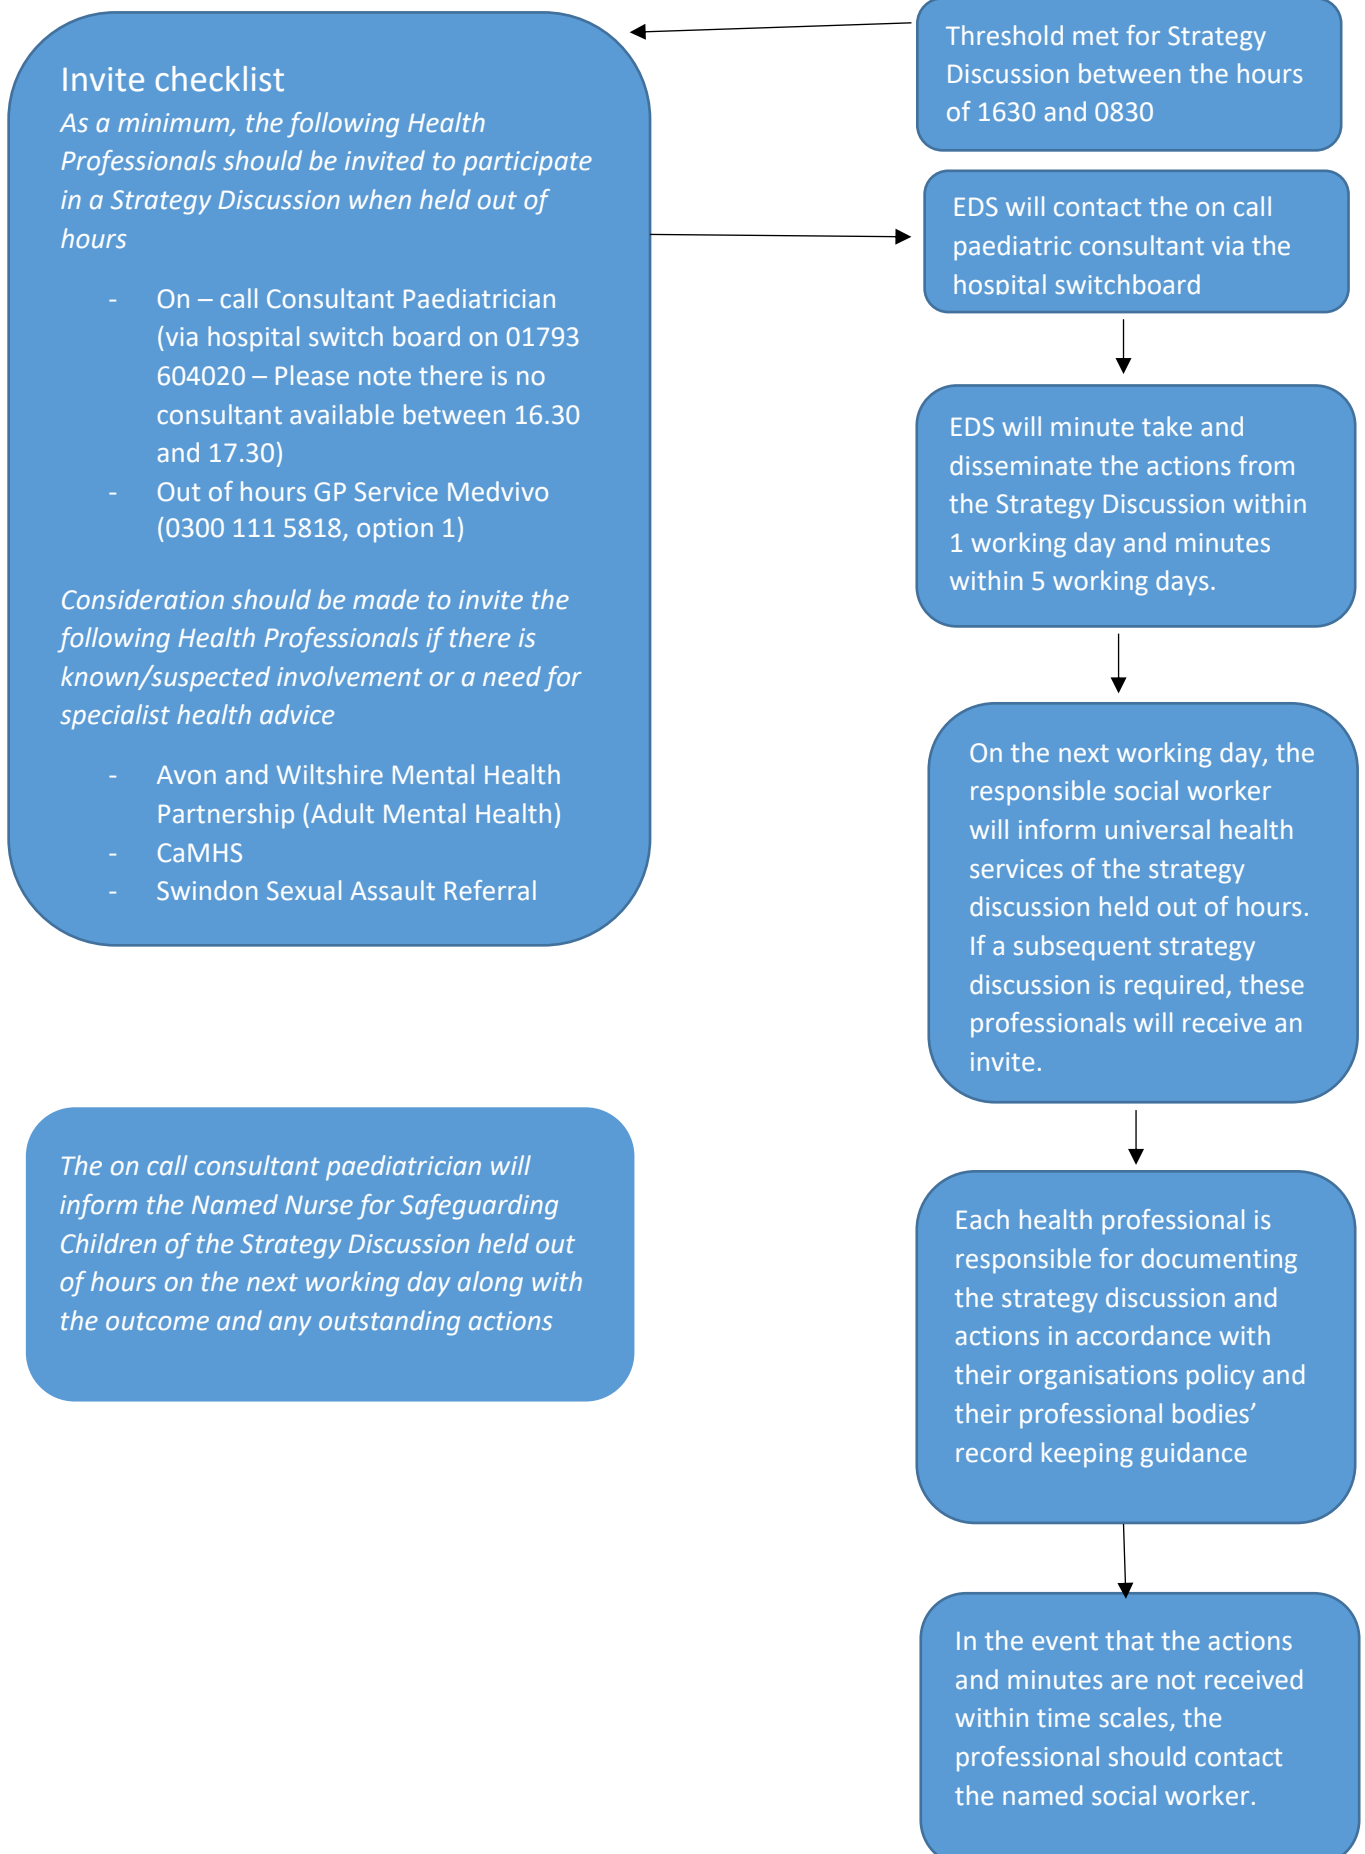 Threshold met for Strategy
Discussion between the hours
of 1630 and 0830
Invite checklist
As a minimum, the following Health
Professionals should be invited to participate
in a Strategy Discussion when held out of
hours
- On – call Consultant Paediatrician
(via hospital switch board on 01793
604020 – Please note there is no
consultant available between 16.30
and 17.30)
- Out of hours GP Service Medvivo
(0300 111 5818, option 1)
Consideration should be made to invite the
following Health Professionals if there is
known/suspected involvement or a need for
specialist health advice
- Avon and Wiltshire Mental Health
Partnership (Adult Mental Health)
- CaMHS
- Swindon Sexual Assault Referral
EDS will contact the on call
paediatric consultant via the
hospital switchboard
EDS will minute take and
disseminate the actions from
the Strategy Discussion within
1 working day and minutes
within 5 working days.
On the next working day, the
responsible social worker
will inform universal health
services of the strategy
discussion held out of hours.
If a subsequent strategy
discussion is required, these
professionals will receive an
invite.
Each health professional is
responsible for documenting
the strategy discussion and
actions in accordance with
their organisations policy and
their professional bodies’
record keeping guidance
In the event that the actions
and minutes are not received
within time scales, the
professional should contact
the named social worker.
The on call consultant paediatrician will
inform the Named Nurse for Safeguarding
Children of the Strategy Discussion held out
of hours on the next working day along with
the outcome and any outstanding actions